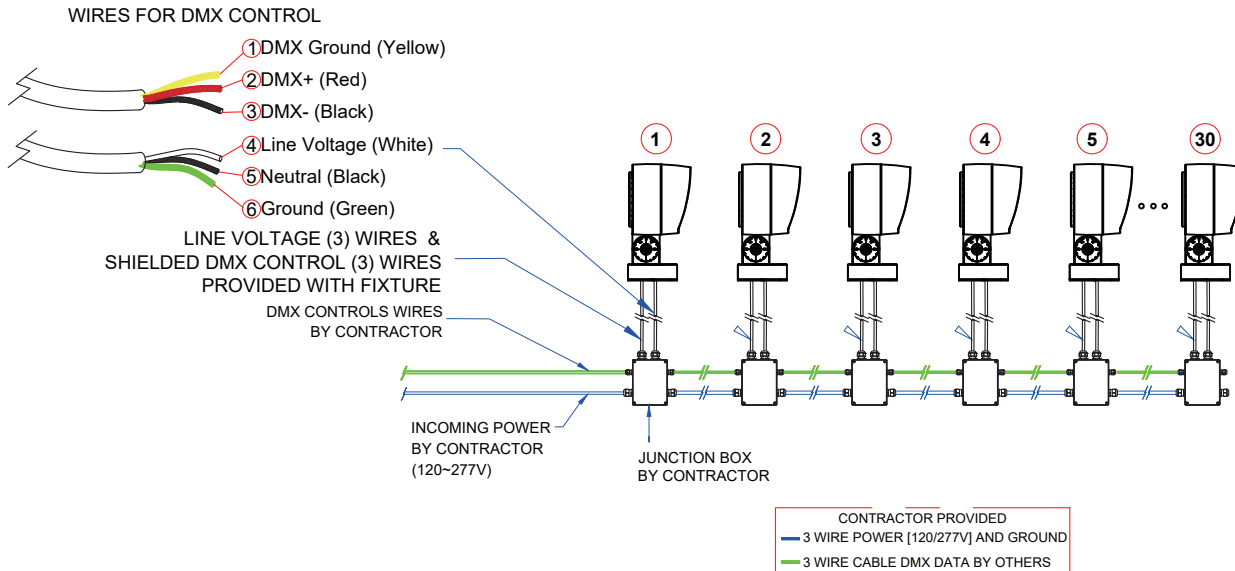 WIRES FOR DMX CONTROL
①DMX Ground (Yellow)
②DMX+ (Red)
③DMX- (Black)
④Line Voltage (White)
⑤Neutral (Black)
⑥Ground (Green)
LINE VOLTAGE (3) WIRES &
SHIELDED DMX CONTROL (3) WIRES
PROVIDED WITH FIXTURE
DMX CONTROLS WIRES
BY CONTRACTOR
INCOMING POWER
BY CONTRACTOR
(120~277V)
1 2 3 4 5 30
JUNCTION BOX
BY CONTRACTOR
CONTRACTOR PROVIDED
3 WIRE POWER [120/277V] AND GROUND
3 WIRE CABLE DMX DATA BY OTHERS